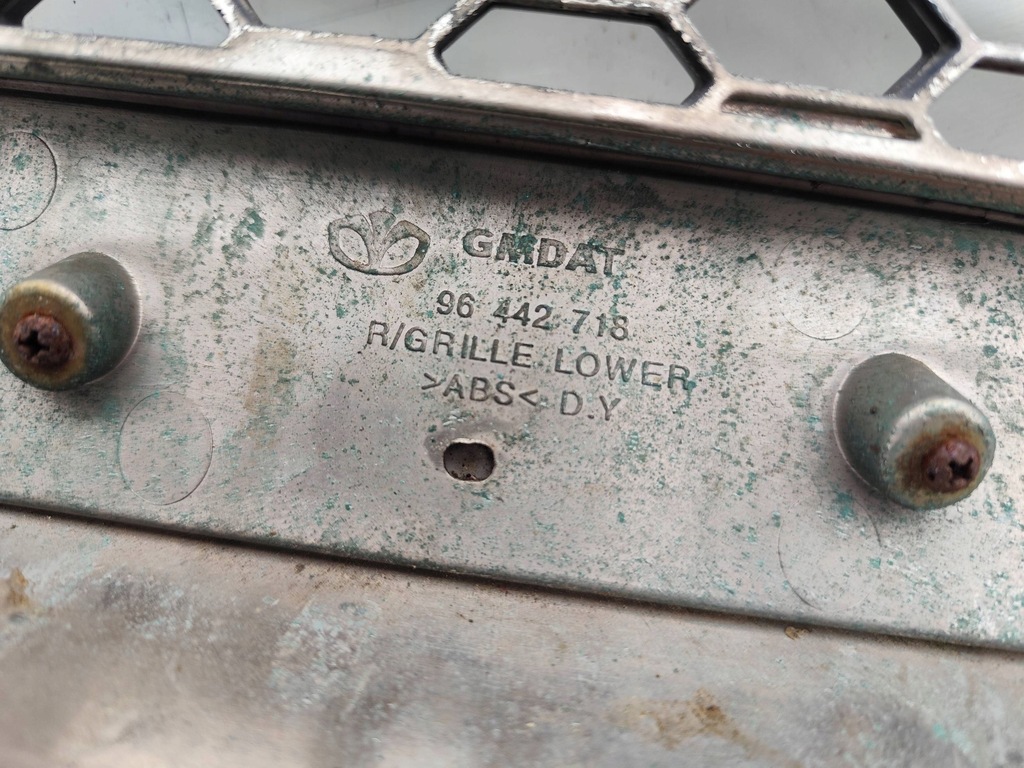 GMDAT
96 442 718
R/GRILLE LOWER
>ABS< D.Y